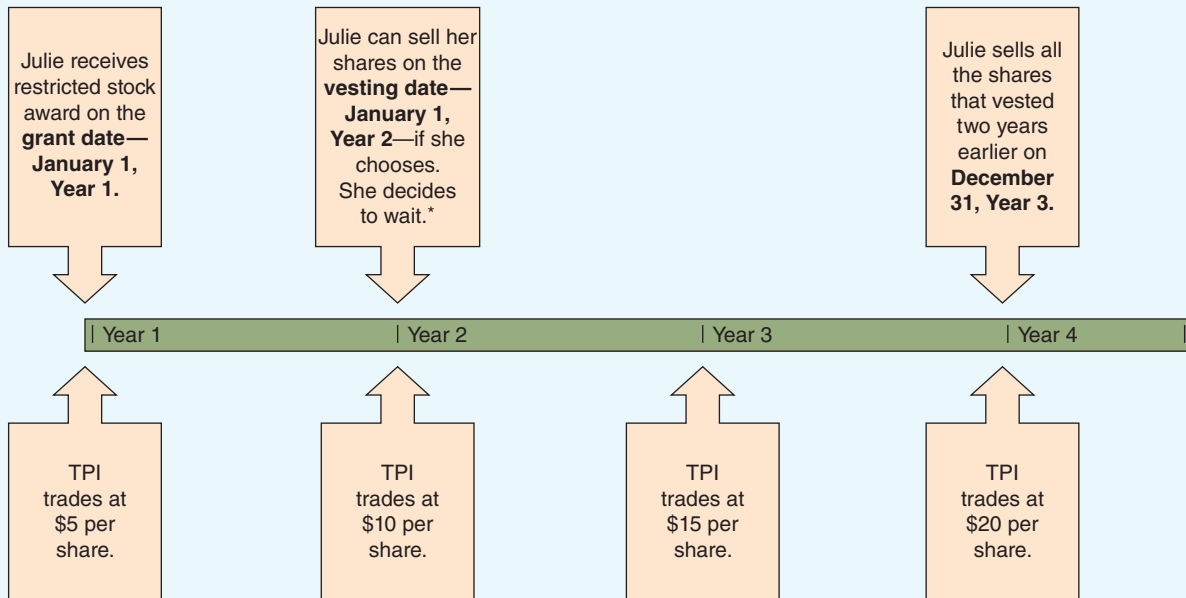 Julie receives
restricted stock
award on the
grant date—
January 1,
Year 1.
Julie can sell her
shares on the
vesting date—
January 1,
Year 2—if she
chooses.
She decides
to wait.*
Julie sells all
the shares
that vested
two years
earlier on
December
31, Year 3.
Year 1
Year 2
Year 3
Year 4
TPI
trades at
$5 per
share.
TPI
trades at
$10 per
share.
TPI
trades at
$15 per
share.
TPI
trades at
$20 per
share.